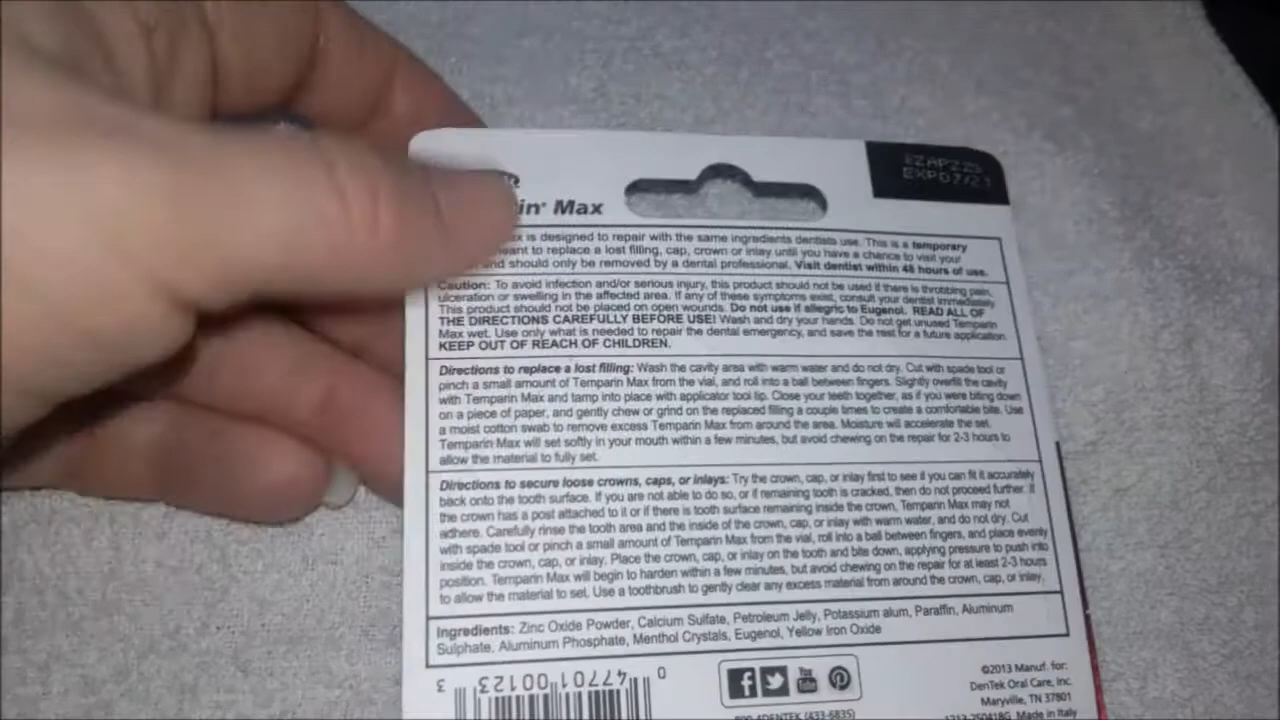 EZAP225
EXP07/21
in® Max
is designed to repair with the same ingredients dentists use. This is a temporary
meant to replace a lost filling, cap, crown or inlay until you have a chance to visit your
and should only be removed by a dental professional. Visit dentist within 48 hours of use.
Caution: To avoid infection and/or serious injury, this product should not be used if there is throbbing pain,
ulceration or swelling in the affected area. If any of these symptoms exist, consult your dentist immediately.
This product should not be placed on open wounds. Do not use if allegric to Eugenol. READ ALL OF
THE DIRECTIONS CAREFULLY BEFORE USE! Wash and dry your hands. Do not get unused Temparin
Max wet. Use only what is needed to repair the dental emergency, and save the rest for a future application.
KEEP OUT OF REACH OF CHILDREN.
Directions to replace a lost filling: Wash the cavity area with warm water and do not dry. Cut with spade tool or
pinch a small amount of Temparin Max from the vial, and roll into a ball between fingers. Slightly overfill the cavity
with Temparin Max and tamp into place with applicator tool tip. Close your teeth together, as if you were biting down
on a piece of paper, and gently chew or grind on the replaced filling a couple times to create a comfortable bite. Use
a moist cotton swab to remove excess Temparin Max from around the area. Moisture will accelerate the set.
Temparin Max will set softly in your mouth within a few minutes, but avoid chewing on the repair for 2-3 hours to
allow the material to fully set.
Directions to secure loose crowns, caps, or inlays: Try the crown, cap, or inlay first to see if you can fit it accurately
back onto the tooth surface. If you are not able to do so, or if remaining tooth is cracked, then do not proceed further. If
the crown has a post attached to it or if there is tooth surface remaining inside the crown, Temparin Max may not
adhere. Carefully rinse the tooth area and the inside of the crown, cap, or inlay with warm water, and do not dry. Cut
with spade tool or pinch a small amount of Temparin Max from the vial, roll into a ball between fingers, and place evenly
inside the crown, cap, or inlay. Place the crown, cap, or inlay on the tooth and bite down, applying pressure to push into
position. Temparin Max will begin to harden within a few minutes, but avoid chewing on the repair for at least 2-3 hours
to allow the material to set. Use a toothbrush to gently clear any excess material from around the crown, cap, or inlay.
Ingredients: Zinc Oxide Powder, Calcium Sulfate, Petroleum Jelly, Potassium alum, Paraffin, Aluminum
Sulphate, Aluminum Phosphate, Menthol Crystals, Eugenol, Yellow Iron Oxide
0 47701 00123 3
You Tube
©2013 Manuf. for:
DenTek Oral Care, Inc.
Maryville, TN 37801
Made in Italy
800-4DENTEK (433-6835)